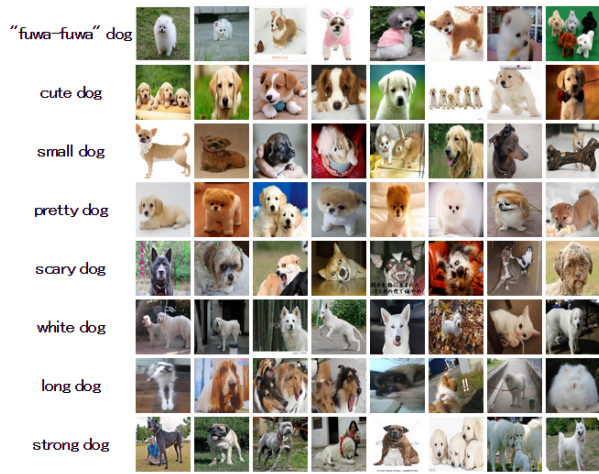 "fuwa-fuwa" dog
cute dog
small dog
pretty dog
scary dog
white dog
long dog
strong dog